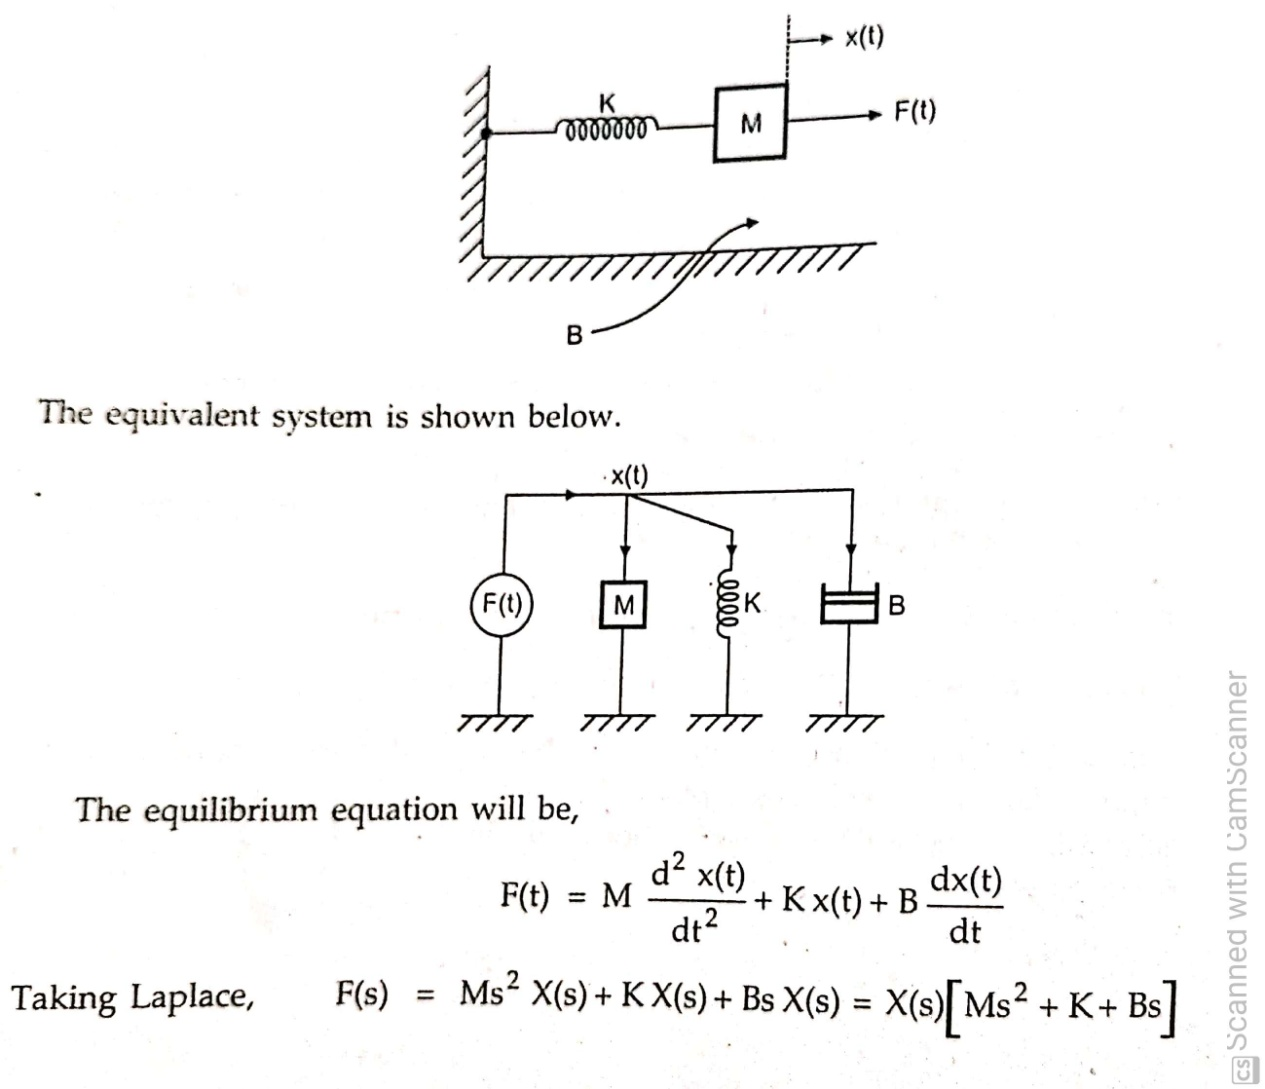 x(t)
K
M
F(t)
B
The equivalent system is shown below.
x(t)
F(t)
M
K
B
The equilibrium equation will be,
F(t) = M d² x(t)/dt² + K x(t) + B dx(t)/dt
Taking Laplace, F(s) = Ms² X(s) + K X(s) + Bs X(s) = X(s)[Ms² + K + Bs]
CS Scanned with CamScanner